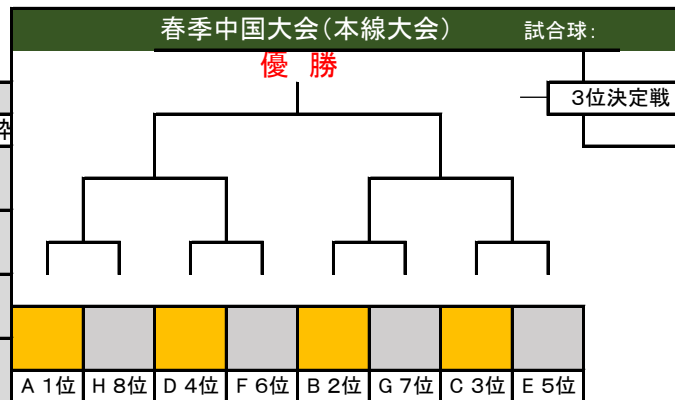 春季中国大会（本線大会）　試合球：
優 勝
3位決定戦
枠
A 1位 H 8位 D 4位 F 6位 B 2位 G 7位 C 3位 E 5位